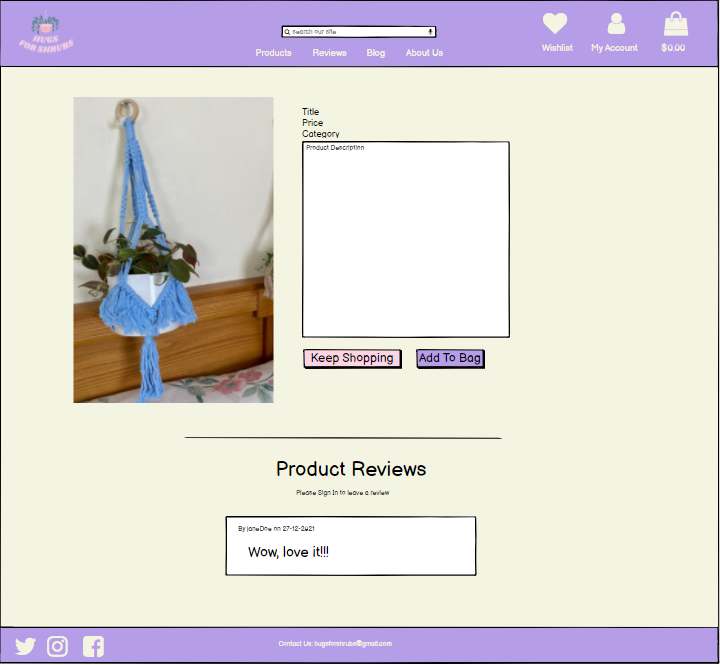 HUGS
FOR SHRUBS
Search our site
Products Reviews Blog About Us
Wishlist My Account $0.00
Title
Price
Category
Product Description
Keep Shopping Add To Bag
Product Reviews
Please Sign In to leave a review
By JaneDoe on 27-12-2021
Wow, love it!!!
Contact Us: hugsforshrubs@gmail.com